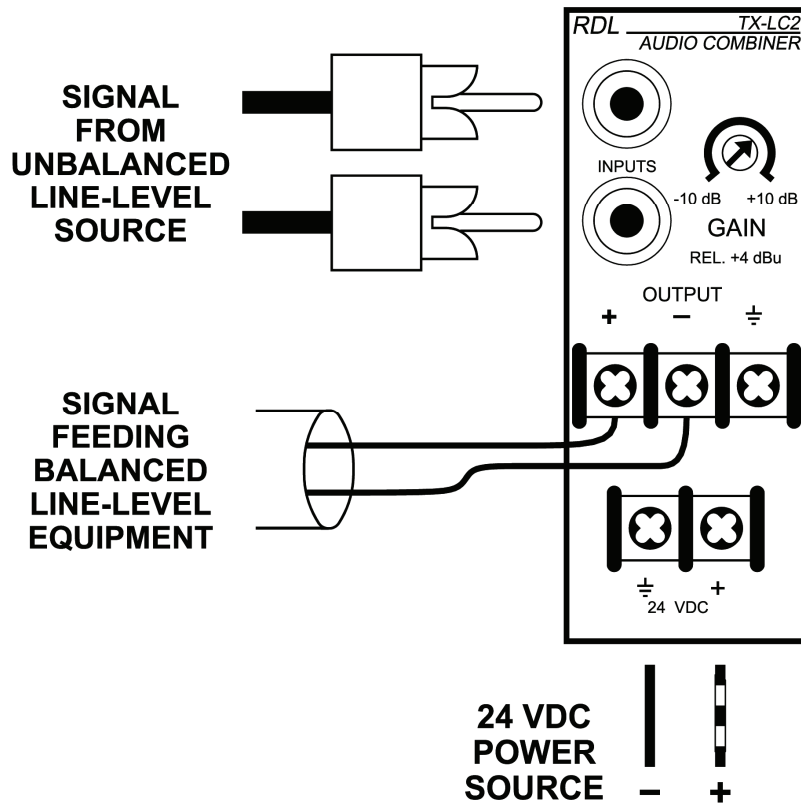 RDL TX-LC2
AUDIO COMBINER
SIGNAL
FROM
UNBALANCED
LINE-LEVEL
SOURCE
INPUTS
-10 dB +10 dB
GAIN
REL. +4 dBu
OUTPUT
+ −
SIGNAL
FEEDING
BALANCED
LINE-LEVEL
EQUIPMENT
+
24 VDC
24 VDC
POWER
SOURCE
− +